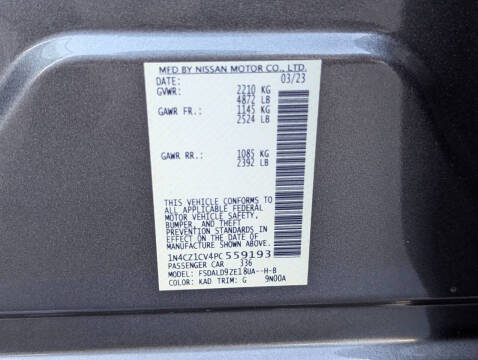 MFD BY NISSAN MOTOR CO., LTD.
DATE: 03/23
GVWR: 2210 KG
4872 LB
GAWR FR.: 1145 KG
2524 LB
GAWR RR.: 1085 KG
2392 LB
THIS VEHICLE CONFORMS TO
ALL APPLICABLE FEDERAL
MOTOR VEHICLE SAFETY,
BUMPER, AND THEFT
PREVENTION STANDARDS IN
EFFECT ON THE DATE OF
MANUFACTURE SHOWN ABOVE.
1N4CZ1CV4PC559193
PASSENGER CAR 336
MODEL: FSDALD9ZE18UA--H-B
COLOR: KAD TRIM: G 9N00A